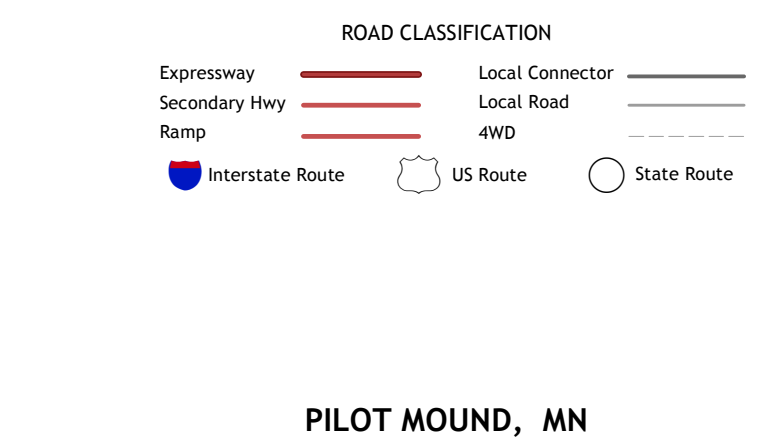 ROAD CLASSIFICATION
Expressway
Local Connector
Secondary Hwy
Local Road
Ramp
4WD
Interstate Route
US Route
State Route
PILOT MOUND, MN